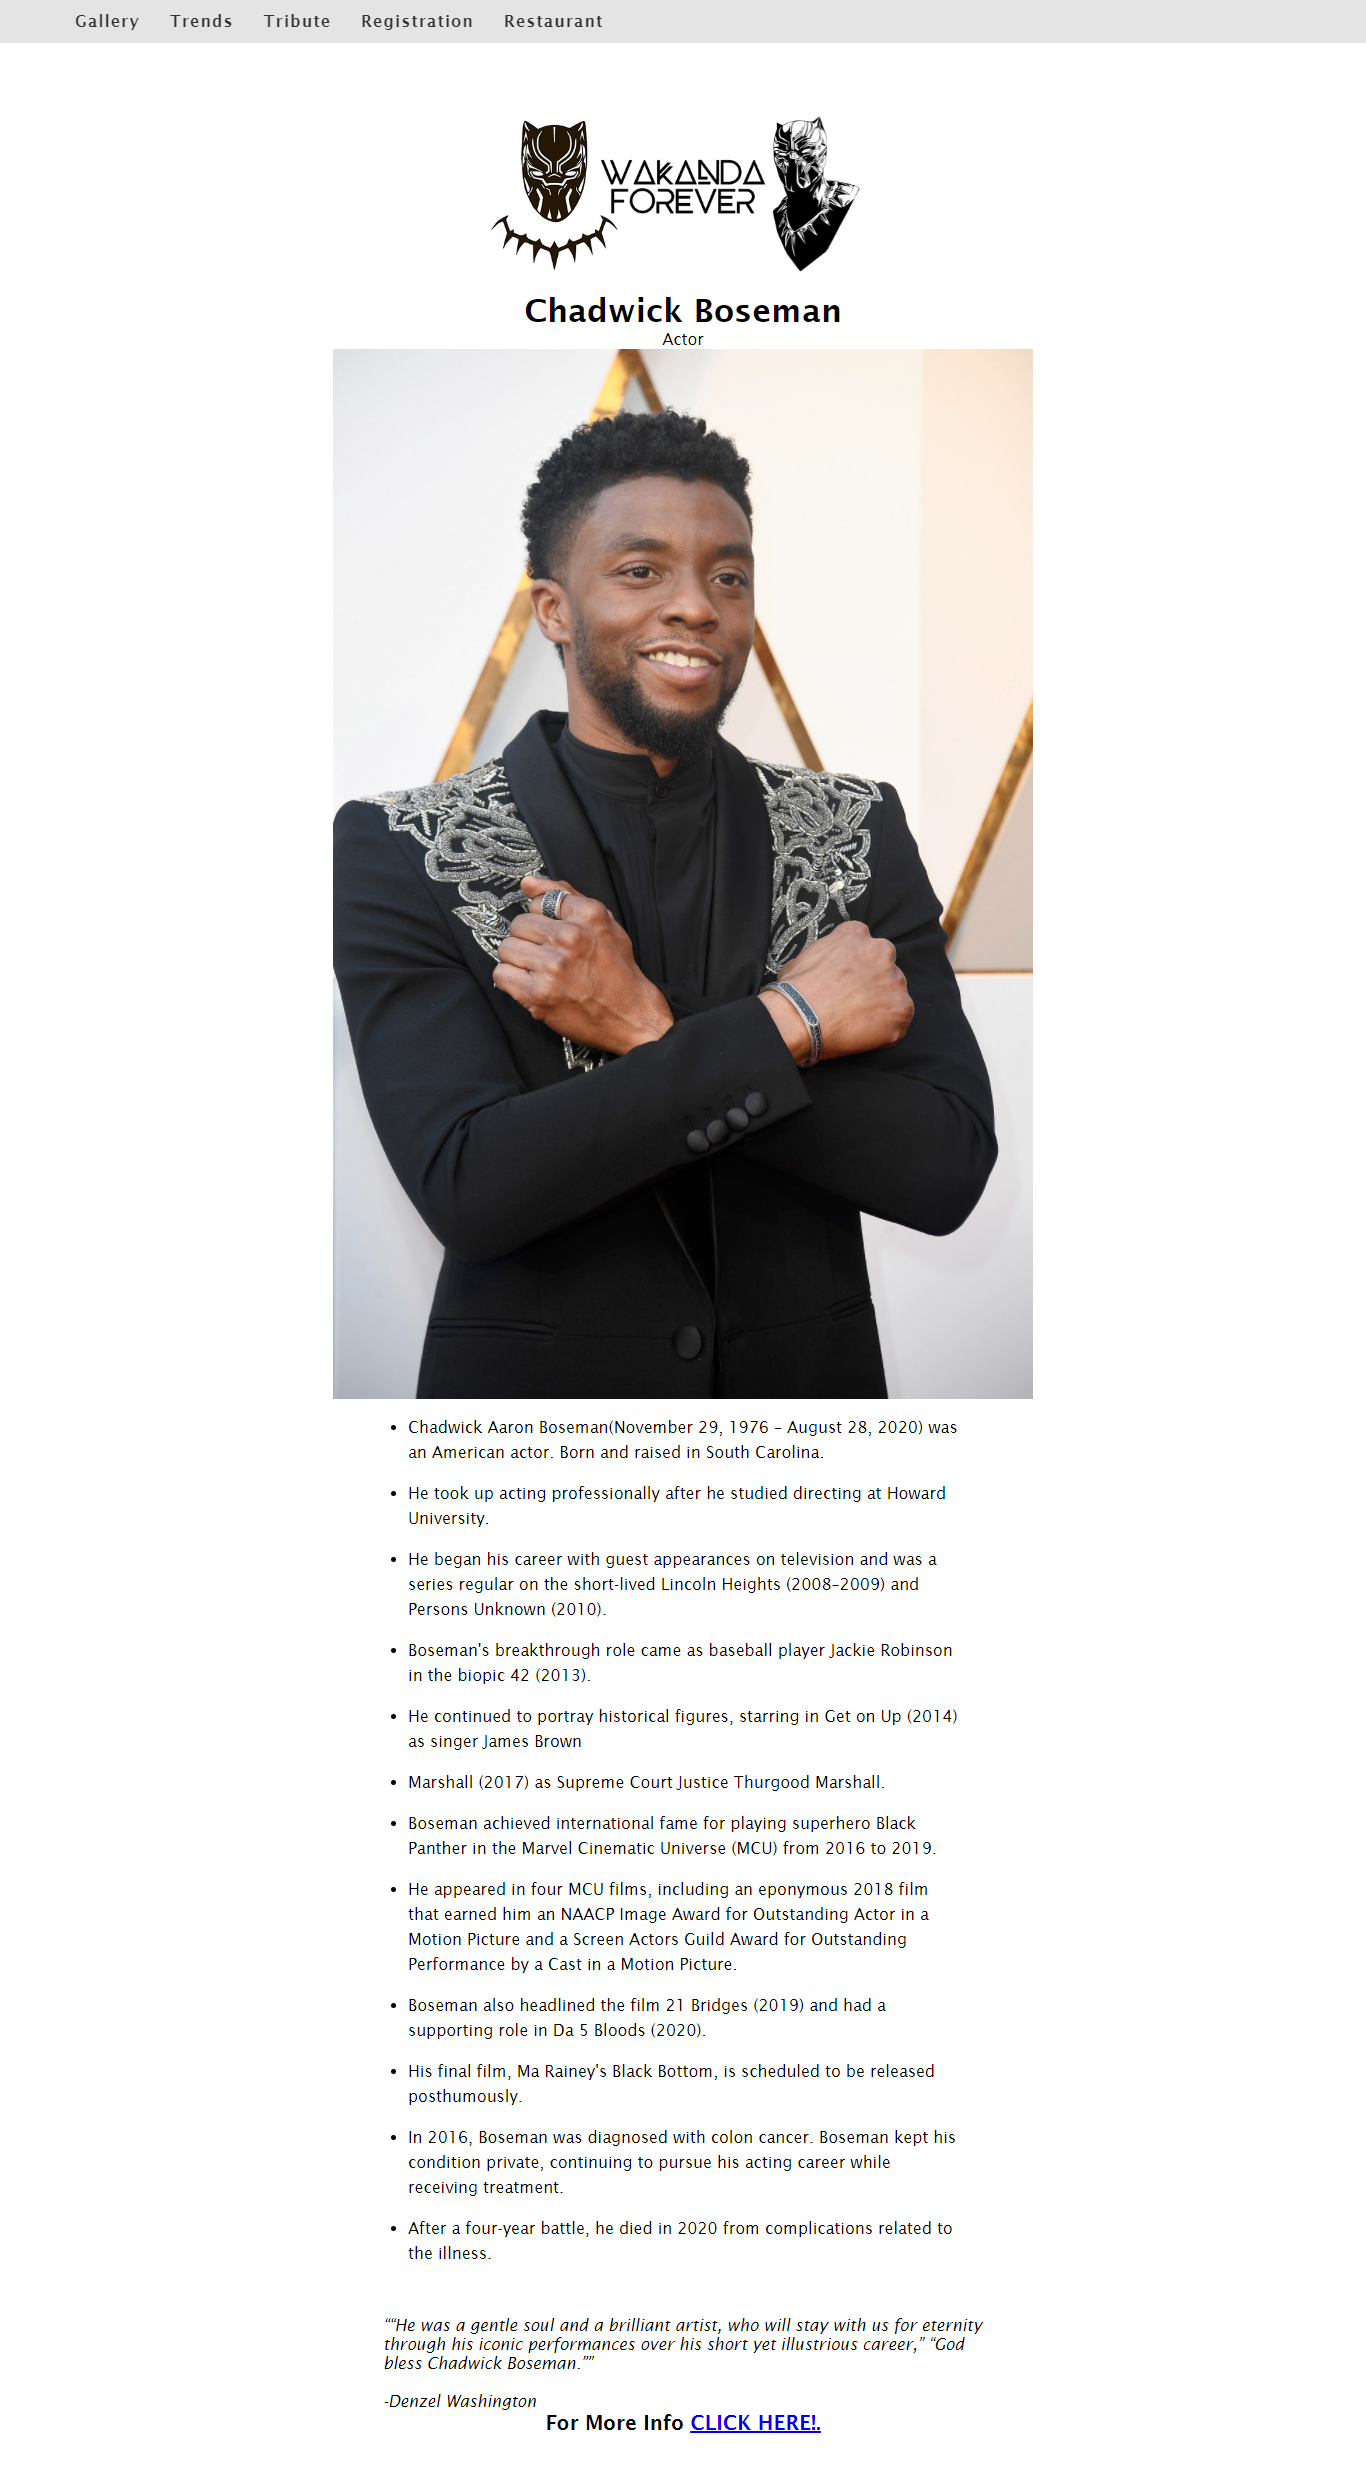 Gallery Trends Tribute Registration Restaurant
WAKANDA
FOREVER
Chadwick Boseman
Actor
• Chadwick Aaron Boseman(November 29, 1976 – August 28, 2020) was
an American actor. Born and raised in South Carolina.
• He took up acting professionally after he studied directing at Howard
University.
• He began his career with guest appearances on television and was a
series regular on the short-lived Lincoln Heights (2008–2009) and
Persons Unknown (2010).
• Boseman's breakthrough role came as baseball player Jackie Robinson
in the biopic 42 (2013).
• He continued to portray historical figures, starring in Get on Up (2014)
as singer James Brown
• Marshall (2017) as Supreme Court Justice Thurgood Marshall.
• Boseman achieved international fame for playing superhero Black
Panther in the Marvel Cinematic Universe (MCU) from 2016 to 2019.
• He appeared in four MCU films, including an eponymous 2018 film
that earned him an NAACP Image Award for Outstanding Actor in a
Motion Picture and a Screen Actors Guild Award for Outstanding
Performance by a Cast in a Motion Picture.
• Boseman also headlined the film 21 Bridges (2019) and had a
supporting role in Da 5 Bloods (2020).
• His final film, Ma Rainey's Black Bottom, is scheduled to be released
posthumously.
• In 2016, Boseman was diagnosed with colon cancer. Boseman kept his
condition private, continuing to pursue his acting career while
receiving treatment.
• After a four-year battle, he died in 2020 from complications related to
the illness.
““He was a gentle soul and a brilliant artist, who will stay with us for eternity
through his iconic performances over his short yet illustrious career,” “God
bless Chadwick Boseman.””
-Denzel Washington
For More Info CLICK HERE!.